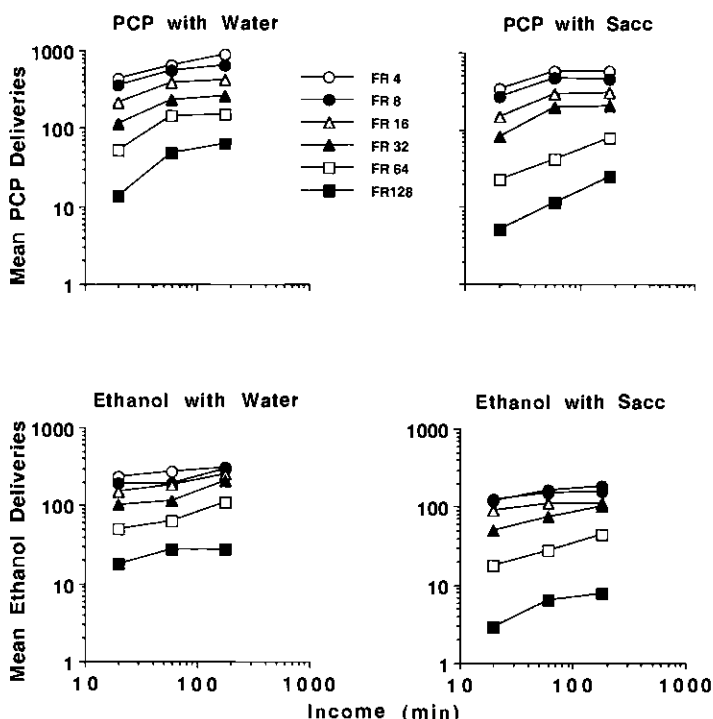 PCP with Water
PCP with Sacc
Mean PCP Deliveries
1000
100
10
1
FR 4
FR 8
FR 16
FR 32
FR 64
FR128
Ethanol with Water
Ethanol with Sacc
Mean Ethanol Deliveries
1000
100
10
1
1000
100
10
1
10
100
1000
10
100
1000
Income (min)